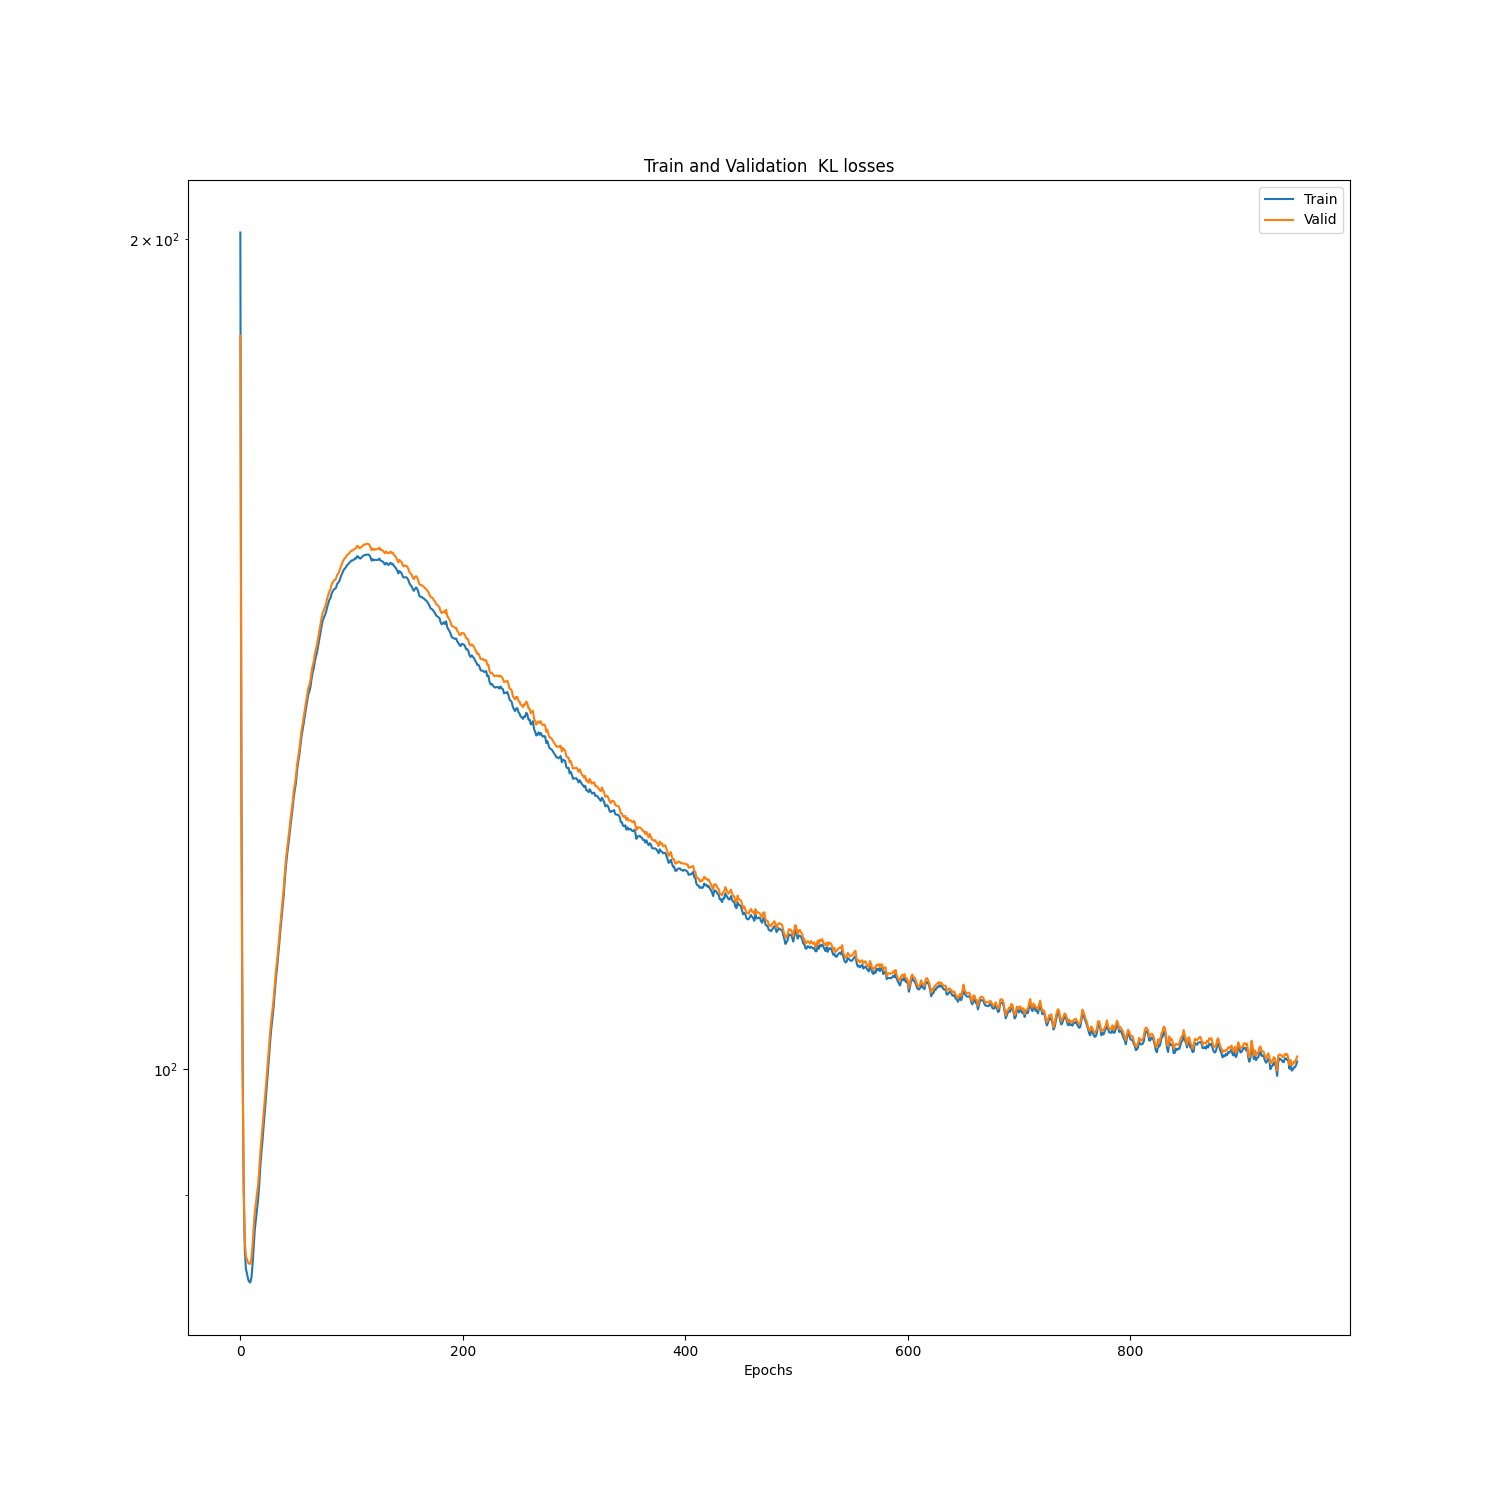 Train and Validation  KL losses
Train
Valid
2 × 10²
10²
0 200 400 600 800
Epochs